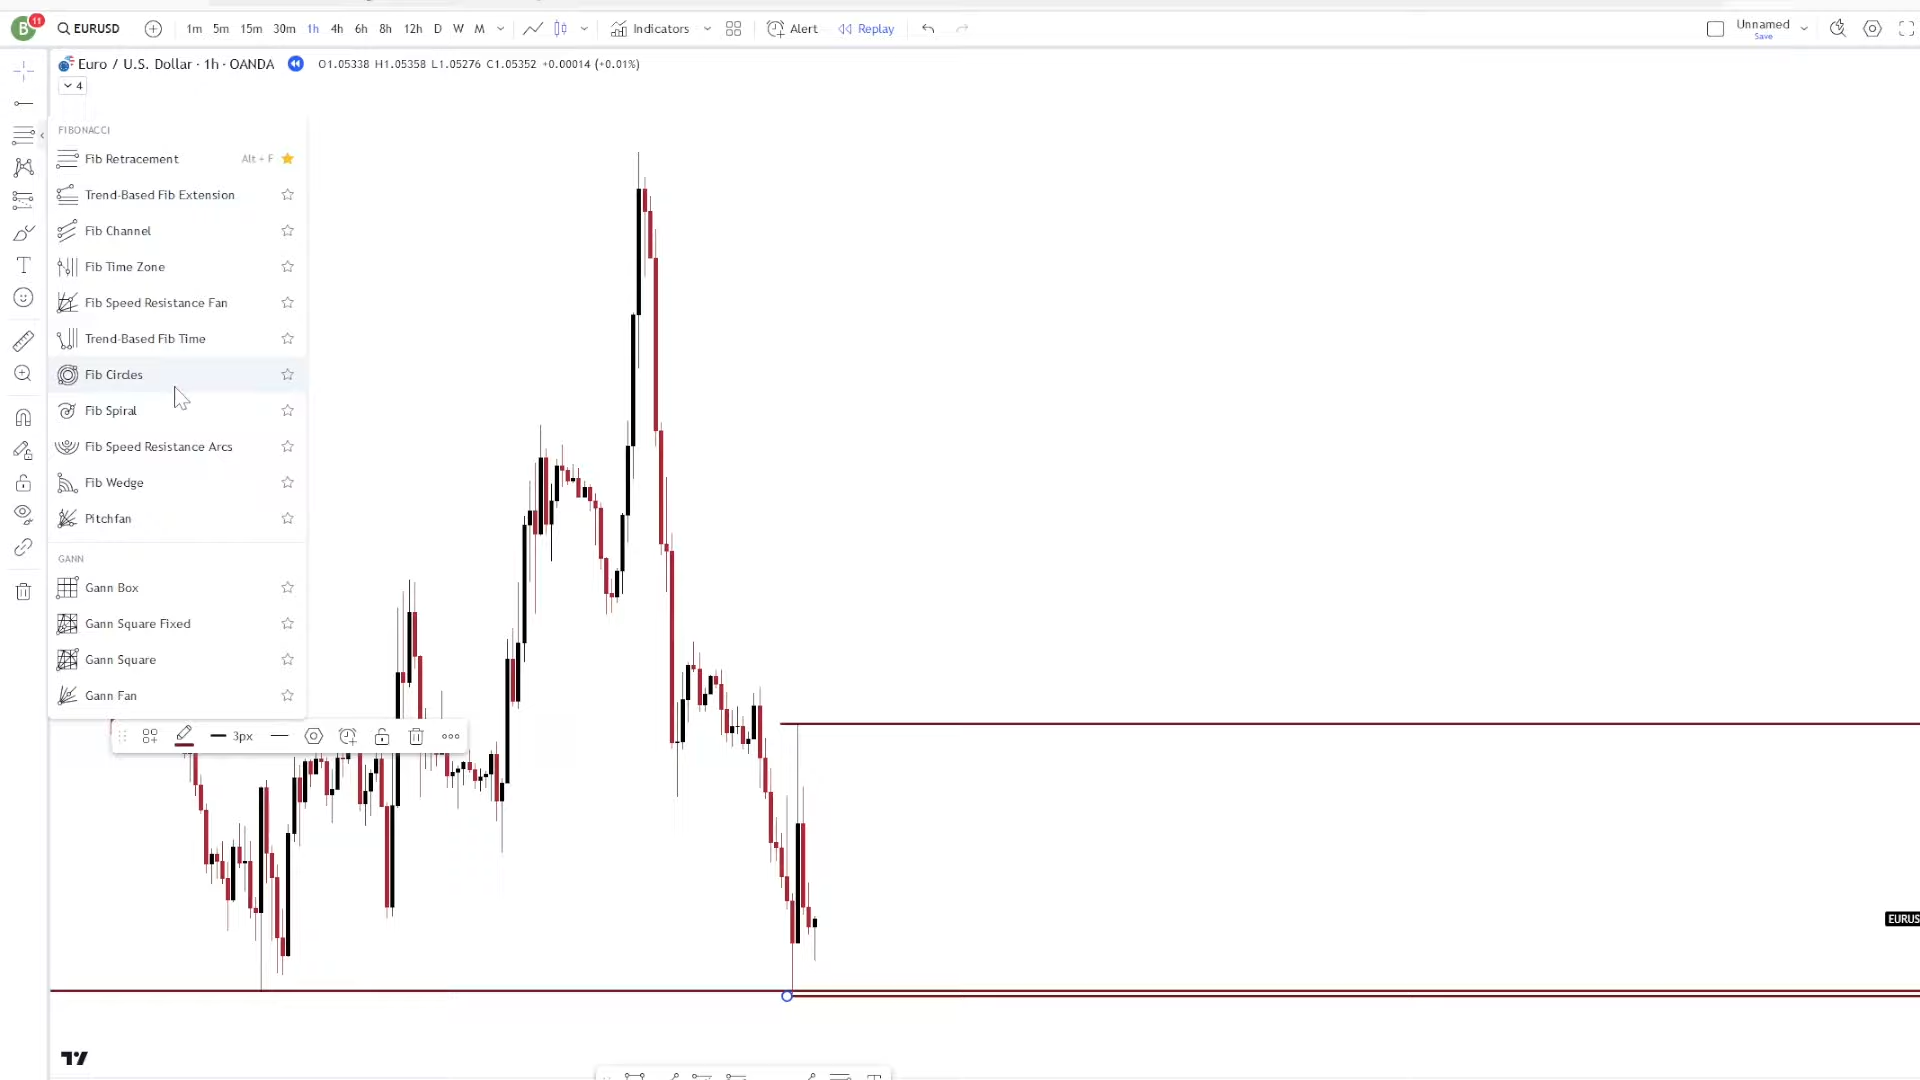 B 11 EURUSD 1m 5m 15m 30m 1h 4h 6h 8h 12h D W M Indicators Alert Replay Unnamed
Save
Euro / U.S. Dollar · 1h · OANDA O1.05338 H1.05358 L1.05276 C1.05352 +0.00014 (+0.01%)
4
FIBONACCI
Fib Retracement Alt + F
Trend-Based Fib Extension
Fib Channel
Fib Time Zone
Fib Speed Resistance Fan
Trend-Based Fib Time
Fib Circles
Fib Spiral
Fib Speed Resistance Arcs
Fib Wedge
Pitchfan
GANN
Gann Box
Gann Square Fixed
Gann Square
Gann Fan
3px
EURUS